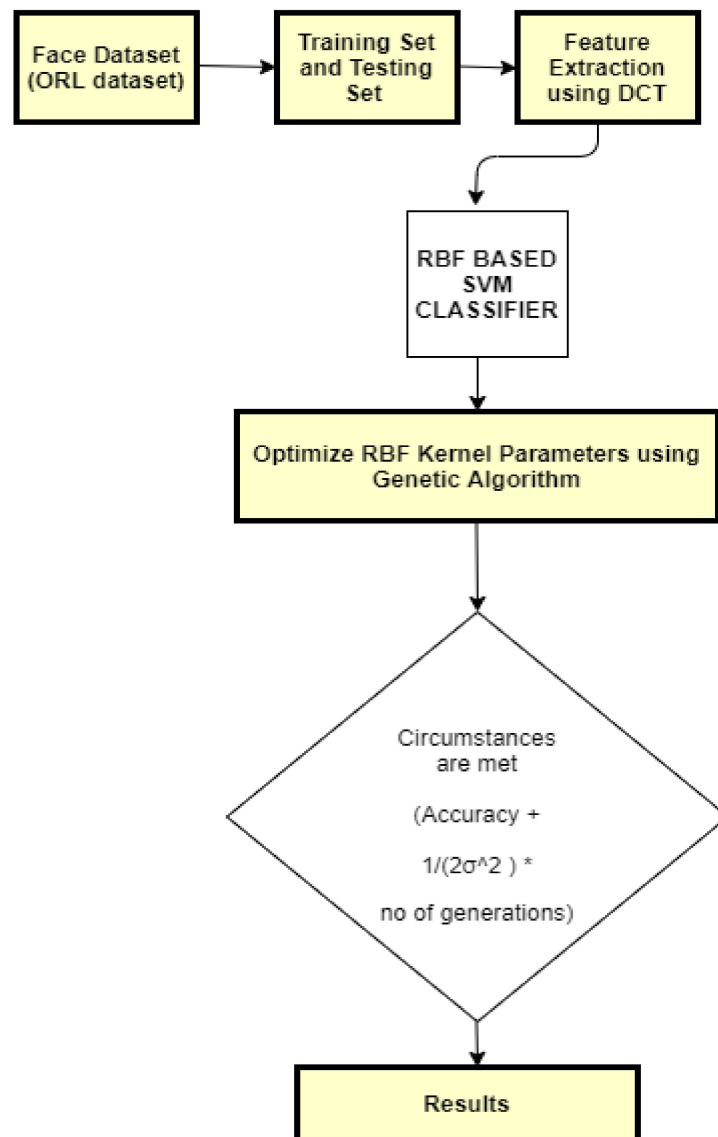 Face Dataset
(ORL dataset)
Training Set
and Testing
Set
Feature
Extraction
using DCT
RBF BASED
SVM
CLASSIFIER
Optimize RBF Kernel Parameters using
Genetic Algorithm
Circumstances
are met
(Accuracy +
1/(2σ^2 ) *
no of generations)
Results